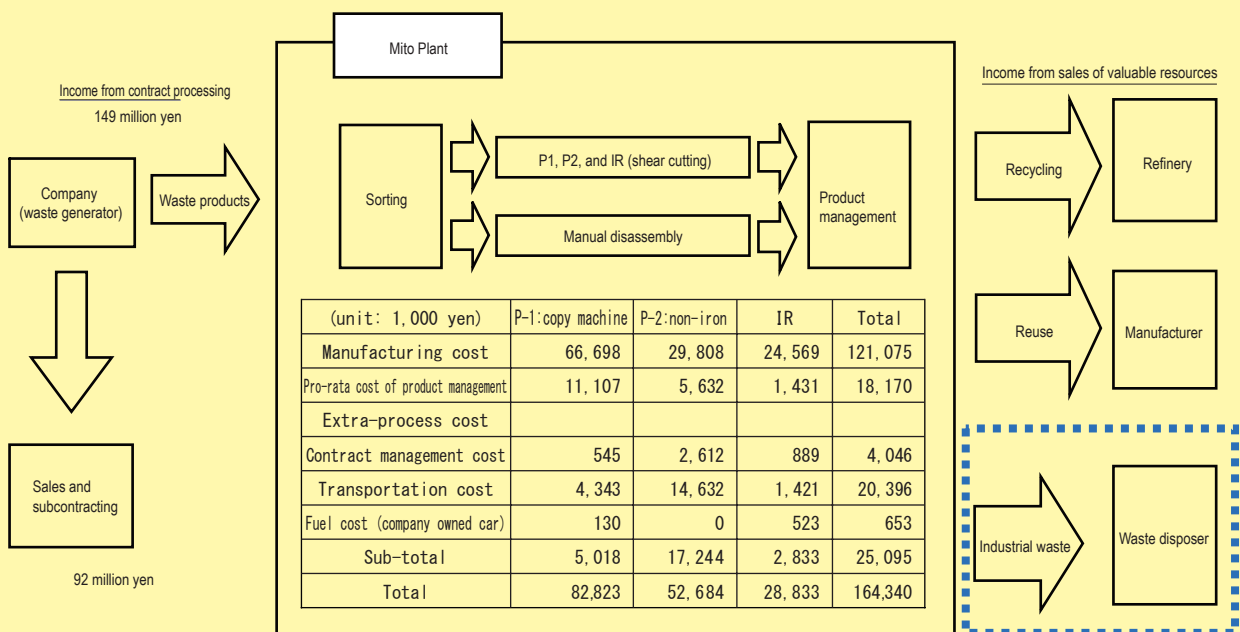 Mito Plant
Income from contract processing
149 million yen
Company
(waste generator)
Waste products
Sales and
subcontracting
92 million yen
Sorting
P1, P2, and IR (shear cutting)
Manual disassembly
Product
management
(unit: 1,000 yen) P-1:copy machine P-2:non-iron IR Total
Manufacturing cost 66,698 29,808 24,569 121,075
Pro-rata cost of product management 11,107 5,632 1,431 18,170
Extra-process cost
Contract management cost 545 2,612 889 4,046
Transportation cost 4,343 14,632 1,421 20,396
Fuel cost (company owned car) 130 0 523 653
Sub-total 5,018 17,244 2,833 25,095
Total 82,823 52,684 28,833 164,340
Income from sales of valuable resources
Recycling
Refinery
Reuse
Manufacturer
Industrial waste
Waste disposer